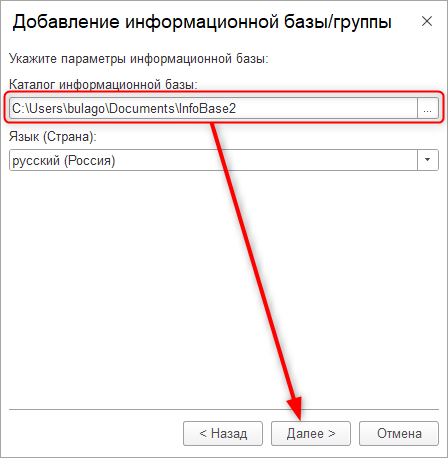 Добавление информационной базы/группы
Укажите параметры информационной базы:
Каталог информационной базы:
C:\Users\bulago\Documents\InfoBase2
...
Язык (Страна):
русский (Россия)
< Назад
Далее >
Отмена